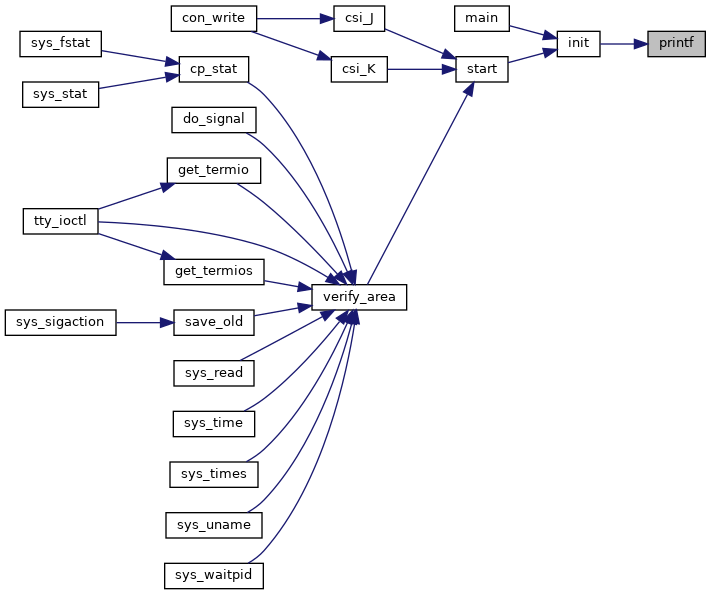 con_write
csi_J
main
sys_fstat
init
printf
cp_stat
csi_K
start
sys_stat
do_signal
get_termio
tty_ioctl
get_termios
verify_area
sys_sigaction
save_old
sys_read
sys_time
sys_times
sys_uname
sys_waitpid